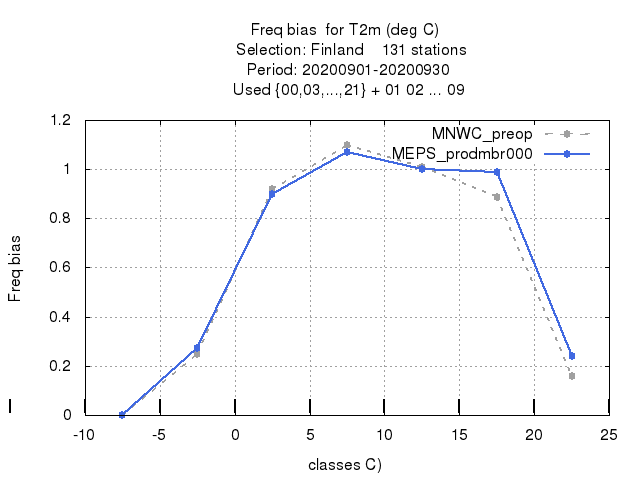 Freq bias  for T2m (deg C)
Selection: Finland    131 stations
Period: 20200901-20200930
Used {00,03,...,21} + 01 02 ... 09
MNWC_preop
MEPS_prodmbr000
1.2
1
0.8
0.6
0.4
0.2
0
Freq bias
-10 -5 0 5 10 15 20 25
classes C)